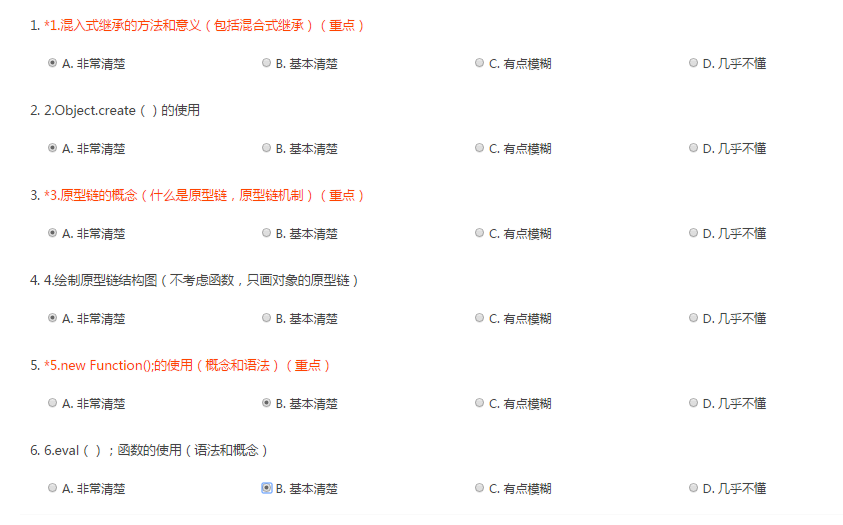 1. *1.混入式继承的方法和意义（包括混合式继承）（重点）
A. 非常清楚 B. 基本清楚 C. 有点模糊 D. 几乎不懂
2. 2.Object.create（ ）的使用
A. 非常清楚 B. 基本清楚 C. 有点模糊 D. 几乎不懂
3. *3.原型链的概念（什么是原型链，原型链机制）（重点）
A. 非常清楚 B. 基本清楚 C. 有点模糊 D. 几乎不懂
4. 4.绘制原型链结构图（不考虑函数，只画对象的原型链）
A. 非常清楚 B. 基本清楚 C. 有点模糊 D. 几乎不懂
5. *5.new Function();的使用（概念和语法）（重点）
A. 非常清楚 B. 基本清楚 C. 有点模糊 D. 几乎不懂
6. 6.eval（ ）；函数的使用（语法和概念）
A. 非常清楚 B. 基本清楚 C. 有点模糊 D. 几乎不懂